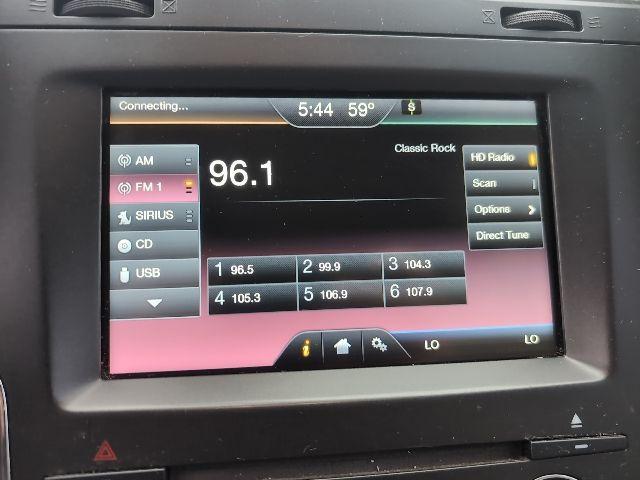 Connecting...
5:44 59°
S
Classic Rock
AM
96.1
HD Radio
FM 1
Scan
SIRIUS
Options
CD
Direct Tune
USB
1 96.5
2 99.9
3 104.3
4 105.3
5 106.9
6 107.9
i
LO
LO